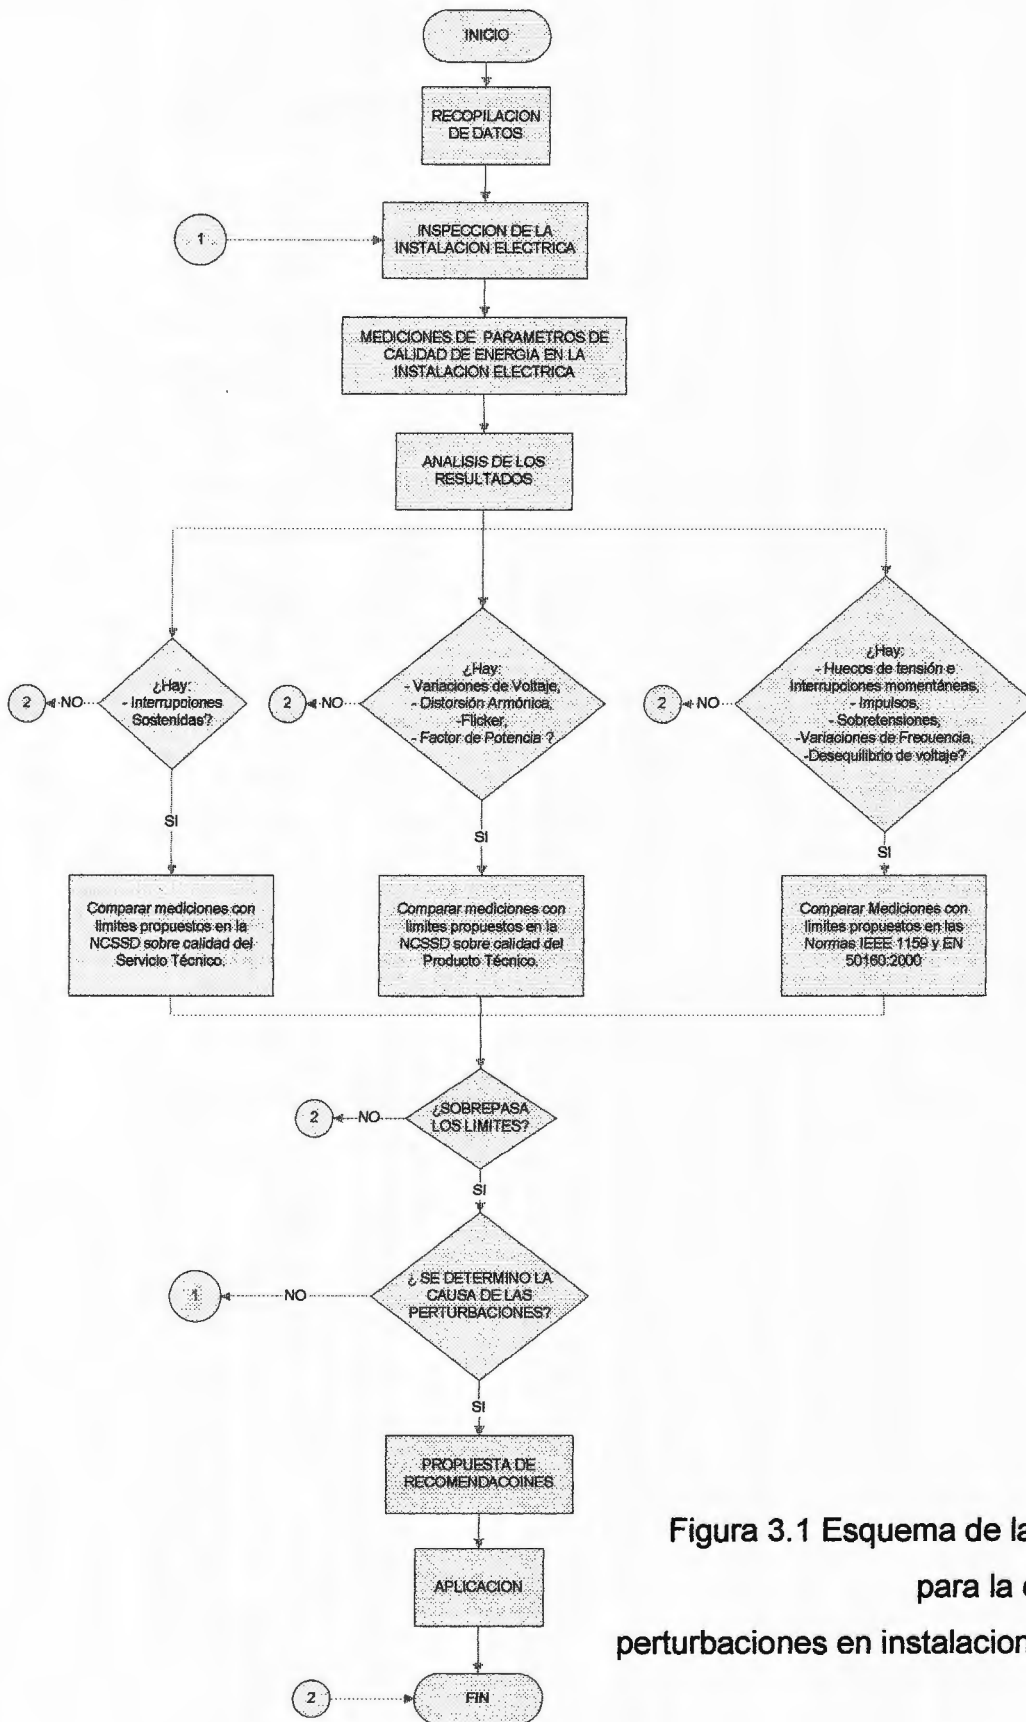 INICIO
RECOPILACION
DE DATOS
1
INSPECCION DE LA
INSTALACION ELECTRICA
MEDICIONES DE PARAMETROS DE
CALIDAD DE ENERGIA EN LA
INSTALACION ELECTRICA
ANALISIS DE LOS
RESULTADOS
2
NO
¿Hay:
- Interrupciones
Sostenidas?
2
NO
¿Hay:
- Variaciones de Voltaje,
- Distorsión Armónica,
-Flicker,
- Factor de Potencia ?
2
NO
¿Hay:
- Huecos de tensión e
Interrupciones momentáneas,
- Impulsos,
- Sobretensiones,
-Variaciones de Frecuencia,
-Desequilibrio de voltaje?
SI
SI
SI
Comparar mediciones con
limites propuestos en la
NCSSD sobre calidad del
Servicio Técnico.
Comparar mediciones con
limites propuestos en la
NCSSD sobre calidad del
Producto Técnico.
Comparar Mediciones con
limites propuestos en las
Normas IEEE 1159 y EN
50160:2000
2
NO
¿SOBREPASA
LOS LIMITES?
SI
1
NO
¿ SE DETERMINO LA
CAUSA DE LAS
PERTURBACIONES?
SI
PROPUESTA DE
RECOMENDACOINES
APLICACION
2
FIN
Figura 3.1 Esquema de la
para la
perturbaciones en instalacion